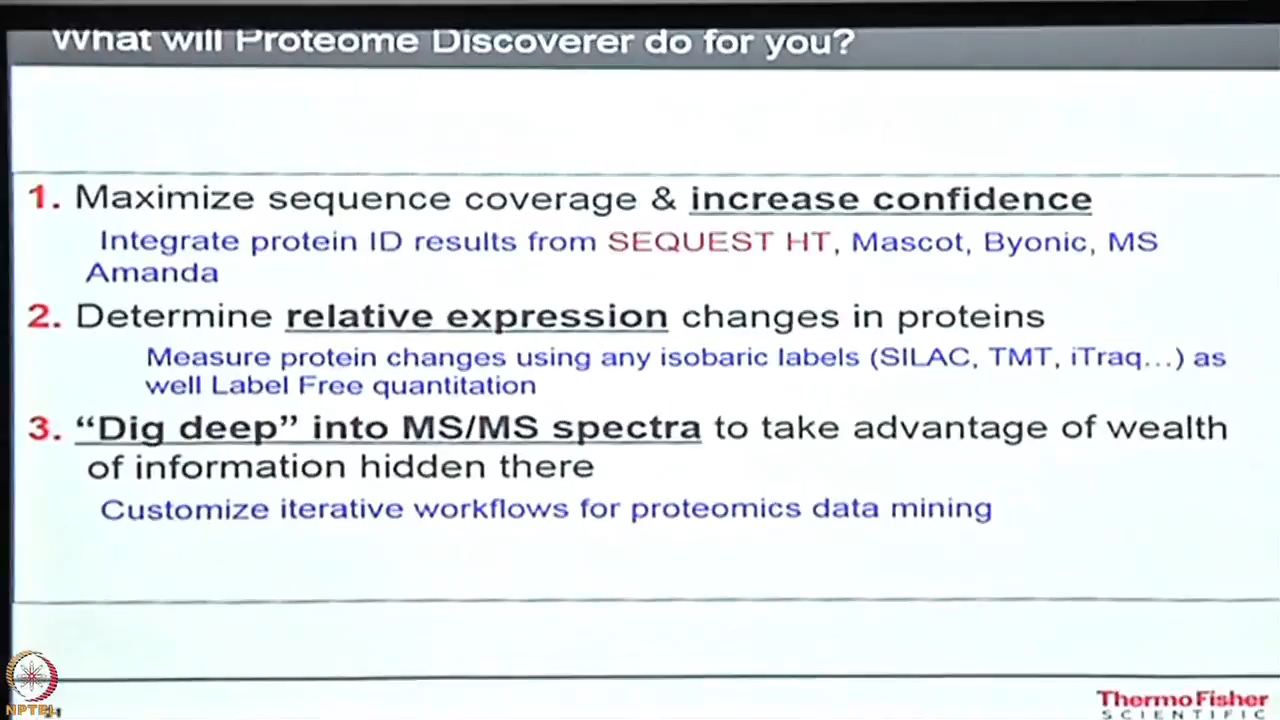 What will Proteome Discoverer do for you?
1. Maximize sequence coverage & increase confidence
Integrate protein ID results from SEQUEST HT, Mascot, Byonic, MS
Amanda
2. Determine relative expression changes in proteins
Measure protein changes using any isobaric labels (SILAC, TMT, iTraq...) as
well Label Free quantitation
3. “Dig deep” into MS/MS spectra to take advantage of wealth
of information hidden there
Customize iterative workflows for proteomics data mining
NPTEL
ThermoFisher
SCIENTIFIC